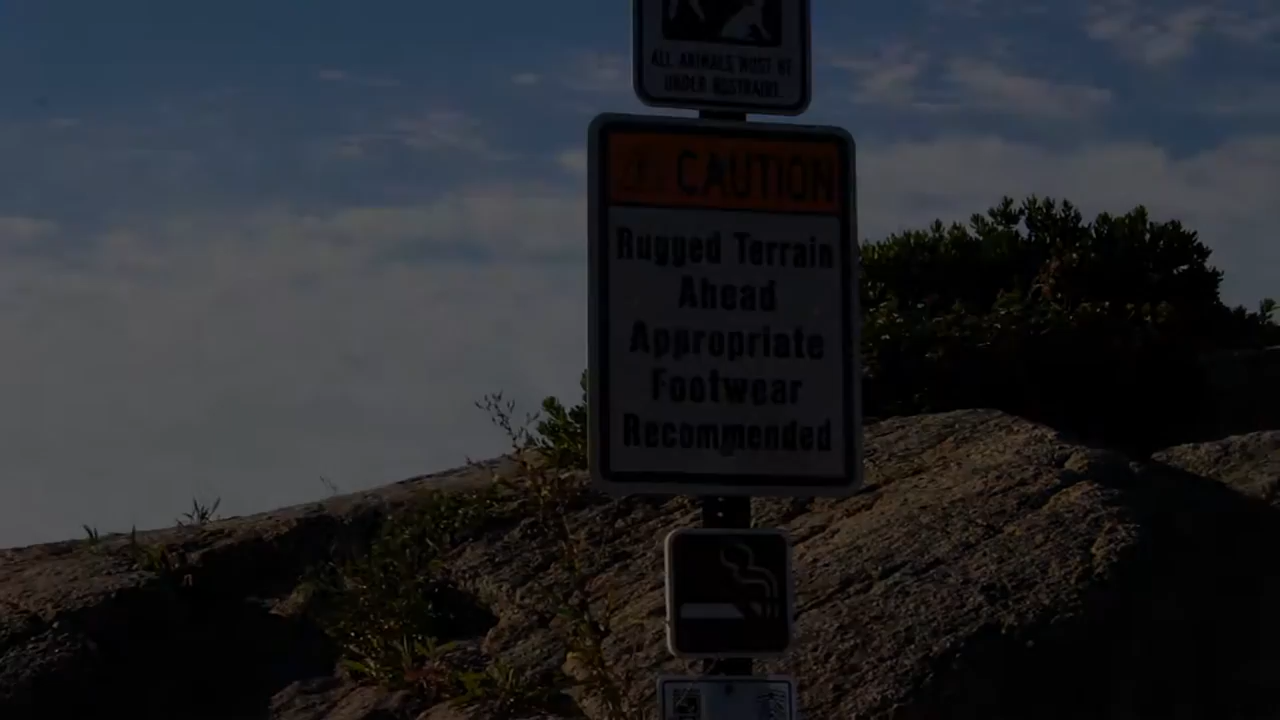 ALL ANIMALS MUST BE
UNDER RESTRAINT
CAUTION
Rugged Terrain
Ahead
Appropriate
Footwear
Recommended